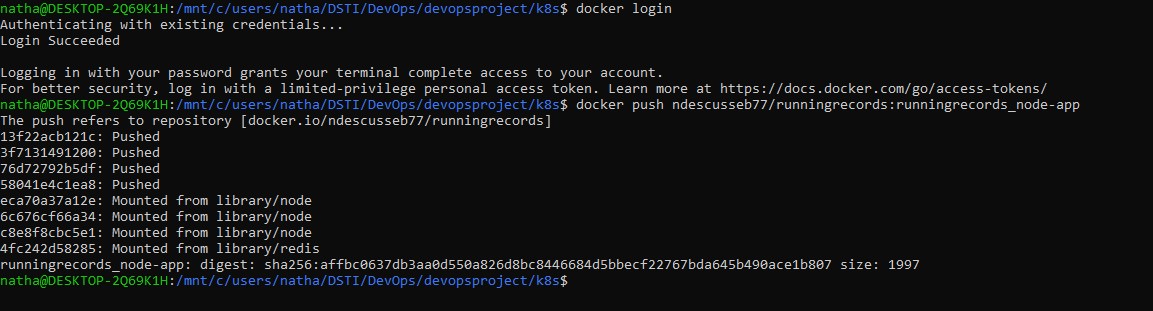 natha@DESKTOP-2Q69K1H:/mnt/c/users/natha/DSTI/DevOps/devopsproject/k8s$ docker login
Authenticating with existing credentials...
Login Succeeded

Logging in with your password grants your terminal complete access to your account.
For better security, log in with a limited-privilege personal access token. Learn more at https://docs.docker.com/go/access-tokens/
natha@DESKTOP-2Q69K1H:/mnt/c/users/natha/DSTI/DevOps/devopsproject/k8s$ docker push ndescusseb77/runningrecords:runningrecords_node-app
The push refers to repository [docker.io/ndescusseb77/runningrecords]
13f22acb121c: Pushed
3f7131491200: Pushed
76d72792b5df: Pushed
58041e4c1ea8: Pushed
eca70a37a12e: Mounted from library/node
6c676cf66a34: Mounted from library/node
c8e8f8cbc5e1: Mounted from library/node
4fc242d58285: Mounted from library/redis
runningrecords_node-app: digest: sha256:affbc0637db3aa0d550a826d8bc8446684d5bbecf22767bda645b490ace1b807 size: 1997
natha@DESKTOP-2Q69K1H:/mnt/c/users/natha/DSTI/DevOps/devopsproject/k8s$